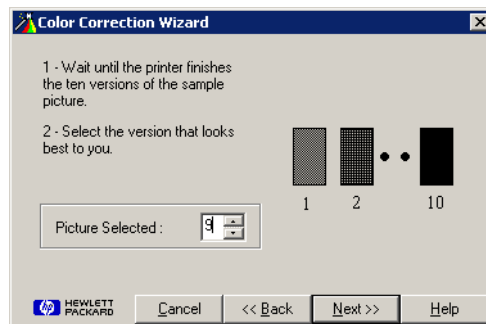 Color Correction Wizard
1 - Wait until the printer finishes
the ten versions of the sample
picture.
2 - Select the version that looks
best to you.
1 2 10
Picture Selected : 9
hp HEWLETT
PACKARD
Cancel << Back Next >> Help